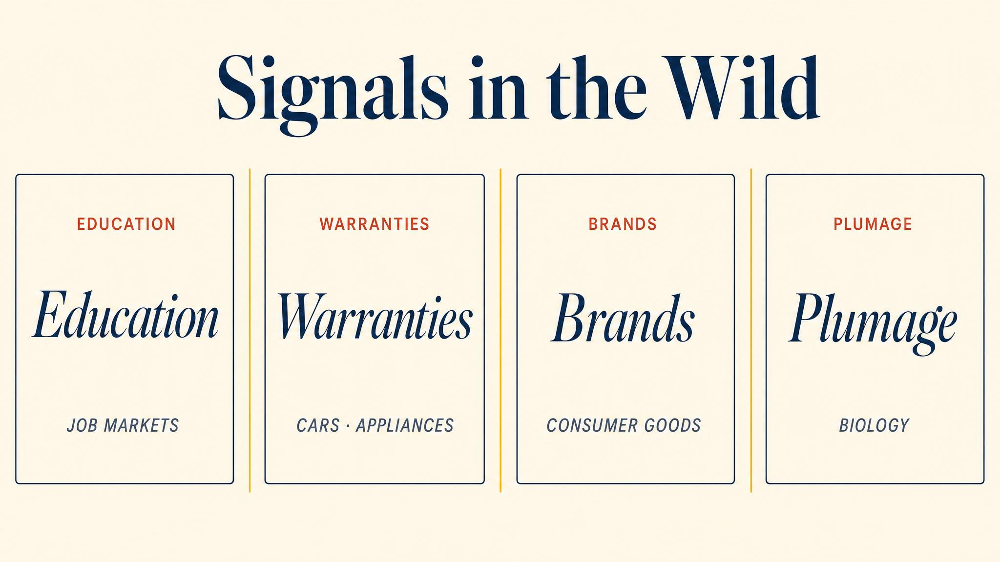 Signals in the Wild
EDUCATION
Education
JOB MARKETS
WARRANTIES
Warranties
CARS · APPLIANCES
BRANDS
Brands
CONSUMER GOODS
PLUMAGE
Plumage
BIOLOGY